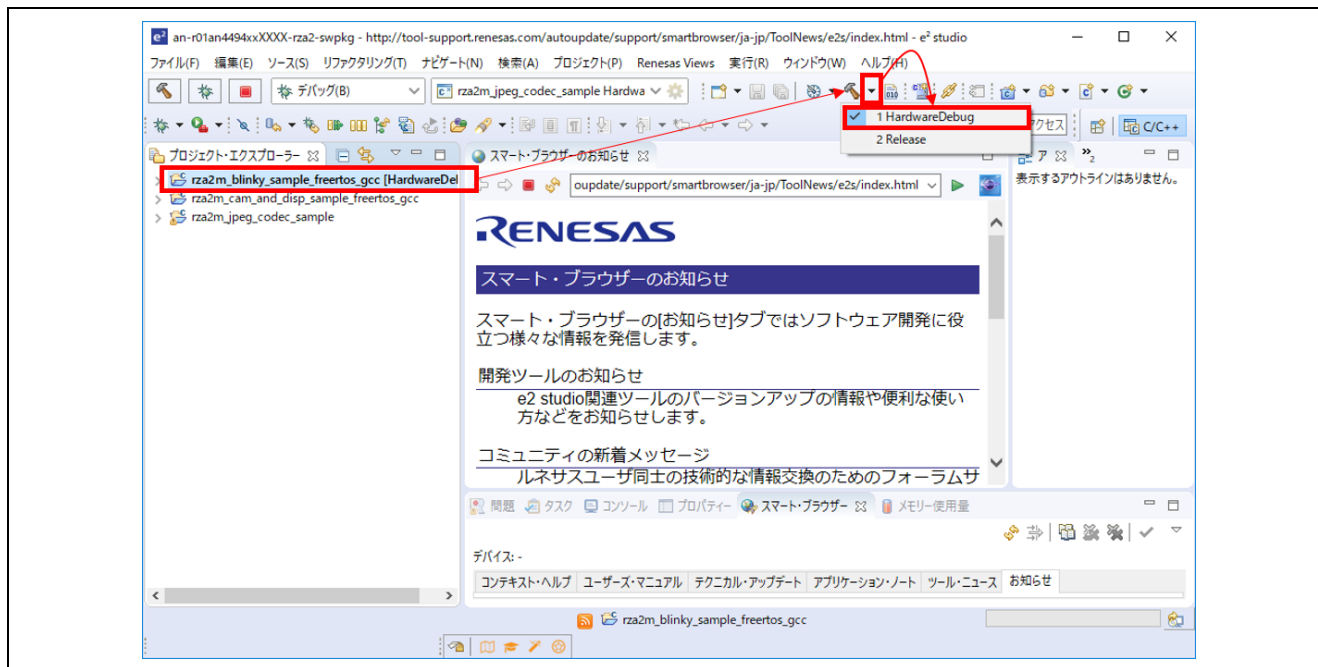 e² an-r01an4494xxXXXX-rza2-swpkg - http://tool-support.renesas.com/autoupdate/support/smartbrowser/ja-jp/ToolNews/e2s/index.html - e² studio
ファイル(F) 編集(E) ソース(S) リファクタリング(T) ナビゲート(N) 検索(A) プロジェクト(P) Renesas Views 実行(R) ウィンドウ(W) ヘルプ(H)
デバッグ(B) rza2m_jpeg_codec_sample Hardwa
1 HardwareDebug
2 Release
クセス C/C++
プロジェクト・エクスプローラー スマート・ブラウザーのお知らせ ア 2
rza2m_blinky_sample_freertos_gcc [HardwareDel
oupdate/support/smartbrowser/ja-jp/ToolNews/e2s/index.html
表示するアウトラインはありません。
rza2m_cam_and_disp_sample_freertos_gcc
rza2m_jpeg_codec_sample
RENESAS
スマート・ブラウザーのお知らせ
スマート・ブラウザーの[お知らせ]タブではソフトウェア開発に役
立つ様々な情報を発信します。
開発ツールのお知らせ
e2 studio関連ツールのバージョンアップの情報や便利な使い
方などをお知らせします。
コミュニティの新着メッセージ
ルネサスユーザ同士の技術的な情報交換のためのフォーラムサ
問題 タスク コンソール プロパティー スマート・ブラウザー メモリー使用量
デバイス: -
コンテキスト・ヘルプ ユーザーズ・マニュアル テクニカル・アップデート アプリケーション・ノート ツール・ニュース お知らせ
rza2m_blinky_sample_freertos_gcc